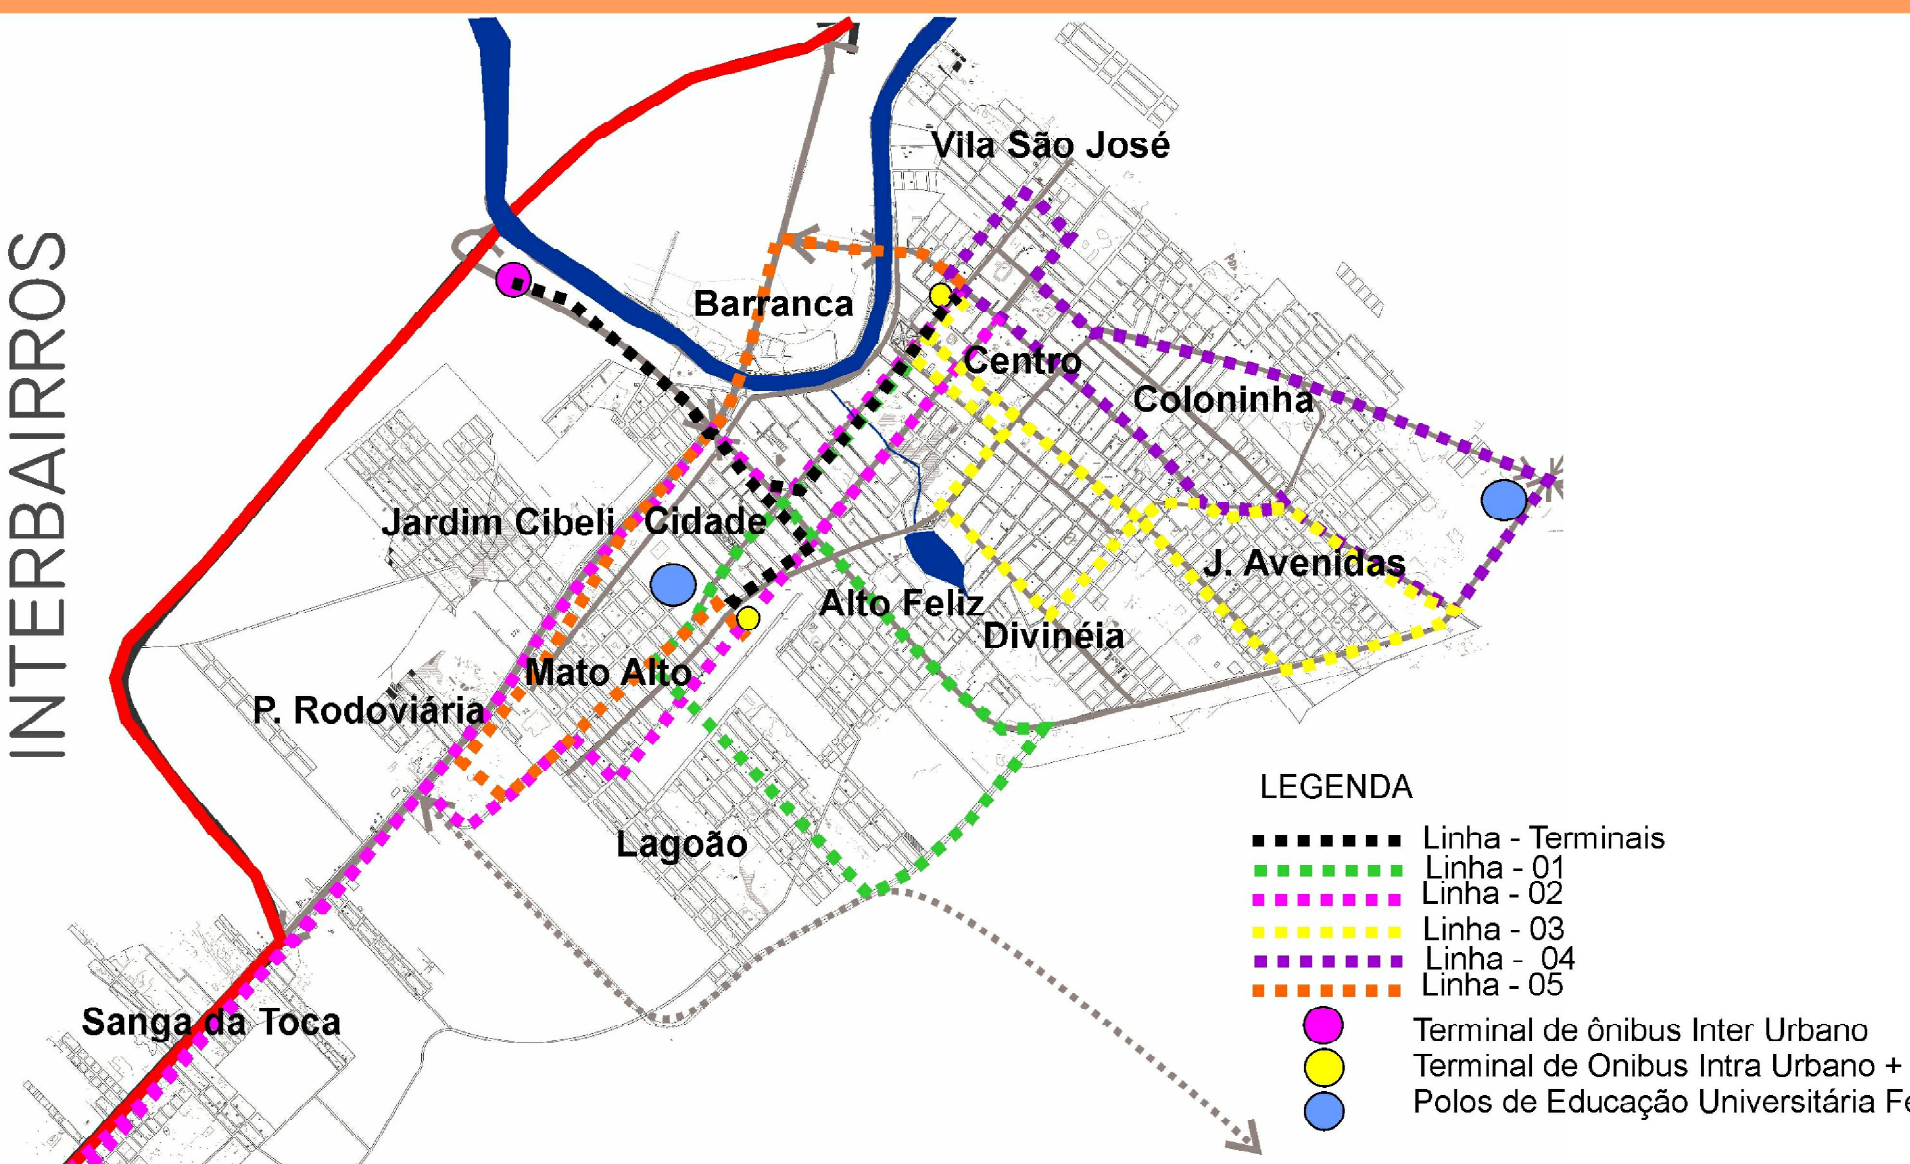 INTERBAIRROS
Vila São José
Barranca
Centro
Coloninha
Jardim Cibeli
Cidade
J. Avenidas
Alto Feliz
Divinéia
Mato Alto
P. Rodoviária
Lagoão
Sanga da Toca
LEGENDA
Linha - Terminais
Linha - 01
Linha - 02
Linha - 03
Linha - 04
Linha - 05
Terminal de ônibus Inter Urbano
Terminal de Onibus Intra Urbano +
Polos de Educação Universitária Fe